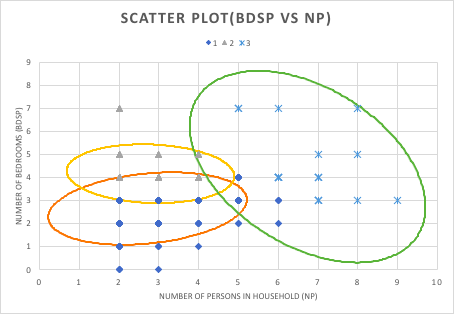 SCATTER PLOT(BDSP VS NP)
1 2 3
NUMBER OF BEDROOMS (BDSP)
9
8
7
6
5
4
3
2
1
0
0 1 2 3 4 5 6 7 8 9 10
NUMBER OF PERSONS IN HOUSEHOLD (NP)